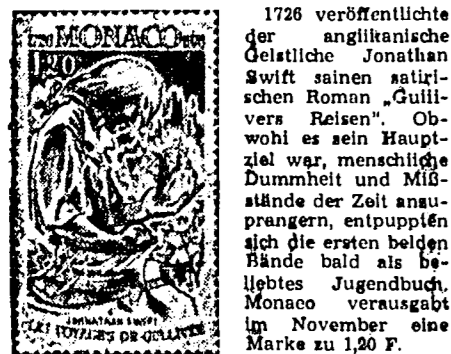 1726 MONACO 1976
1,20
JONATHAN SWIFT
LES VOYAGES DE GULLIVER
1726 veröffentlichte
der anglikanische
Geistliche Jonathan
Swift seinen satiri-
schen Roman „Gulli-
vers Reisen". Ob-
wohl es sein Haupt-
ziel war, menschliche
Dummheit und Miß-
stände der Zeit anzu-
prangern, entpuppten
sich die ersten beiden
Bände bald als be-
liebtes Jugendbuch.
Monaco verausgabt
im November eine
Marke zu 1,20 F.